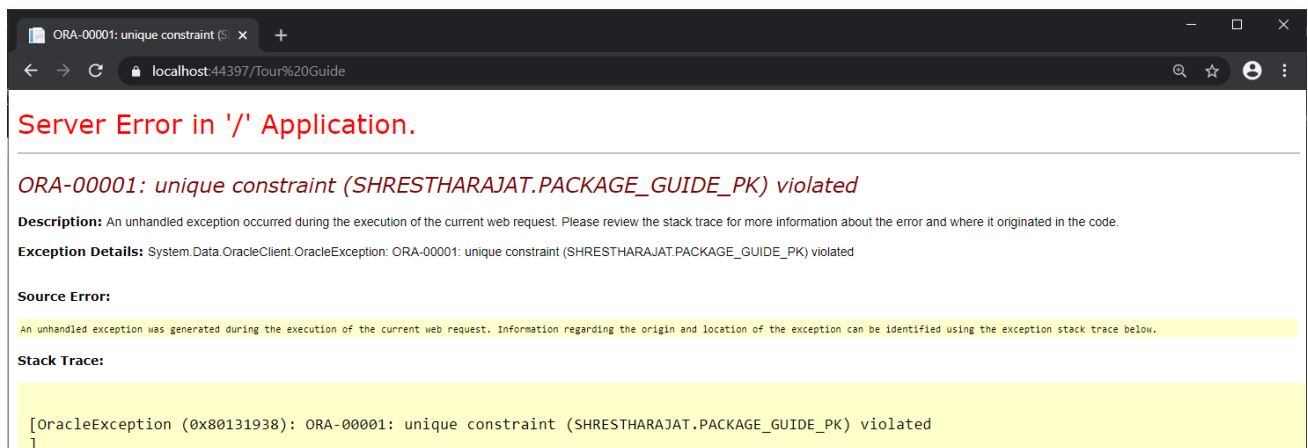 ORA-00001: unique constraint (S
localhost:44397/Tour%20Guide
Server Error in '/' Application.
ORA-00001: unique constraint (SHRESTHARAJAT.PACKAGE_GUIDE_PK) violated
Description: An unhandled exception occurred during the execution of the current web request. Please review the stack trace for more information about the error and where it originated in the code.
Exception Details: System.Data.OracleClient.OracleException: ORA-00001: unique constraint (SHRESTHARAJAT.PACKAGE_GUIDE_PK) violated
Source Error:
An unhandled exception was generated during the execution of the current web request. Information regarding the origin and location of the exception can be identified using the exception stack trace below.
Stack Trace:
[OracleException (0x80131938): ORA-00001: unique constraint (SHRESTHARAJAT.PACKAGE_GUIDE_PK) violated
]